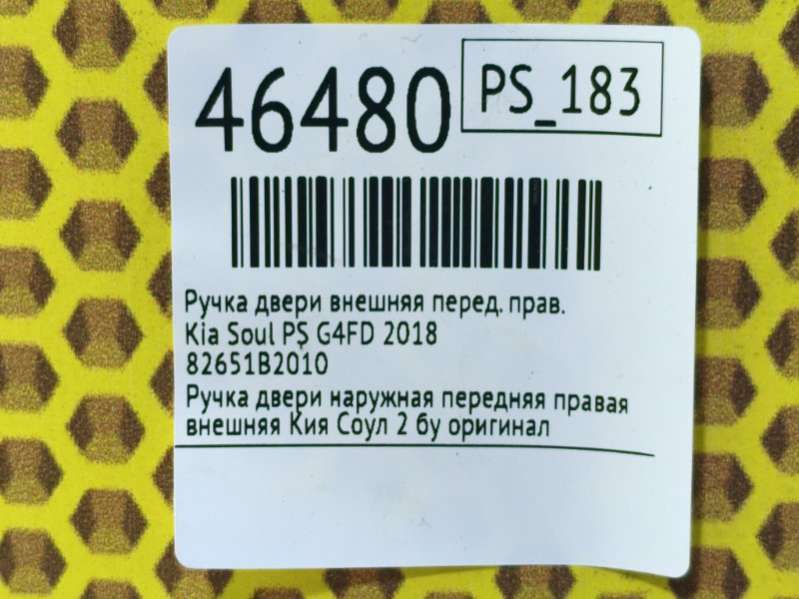 46480
PS_183
Ручка двери внешняя перед. прав.
Kia Soul PS G4FD 2018
82651B2010
Ручка двери наружная передняя правая
внешняя Кия Соул 2 бу оригинал